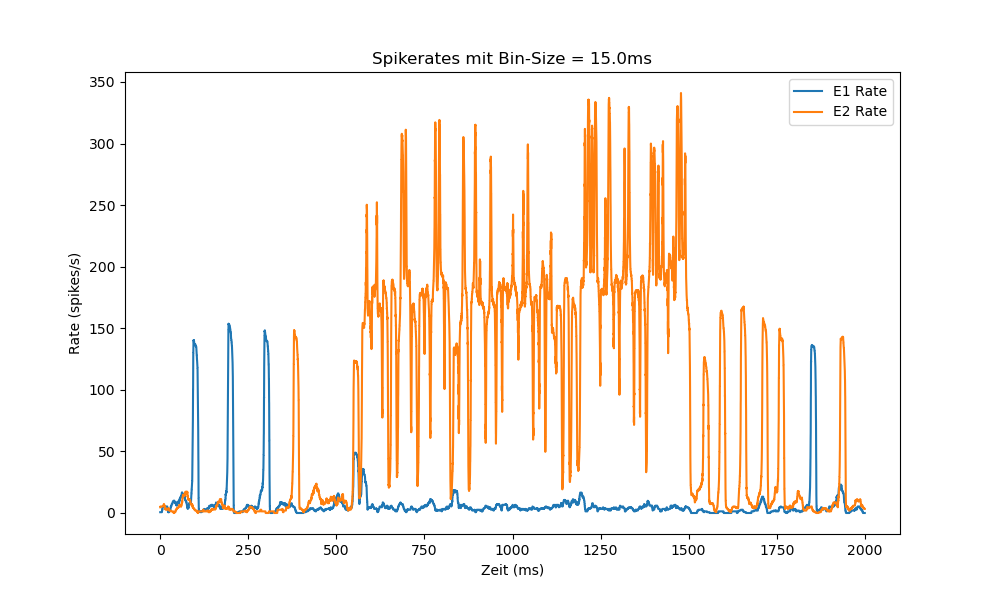 Spikerates mit Bin-Size = 15.0ms
E1 Rate
E2 Rate
Rate (spikes/s)
350
300
250
200
150
100
50
0
0 250 500 750 1000 1250 1500 1750 2000
Zeit (ms)